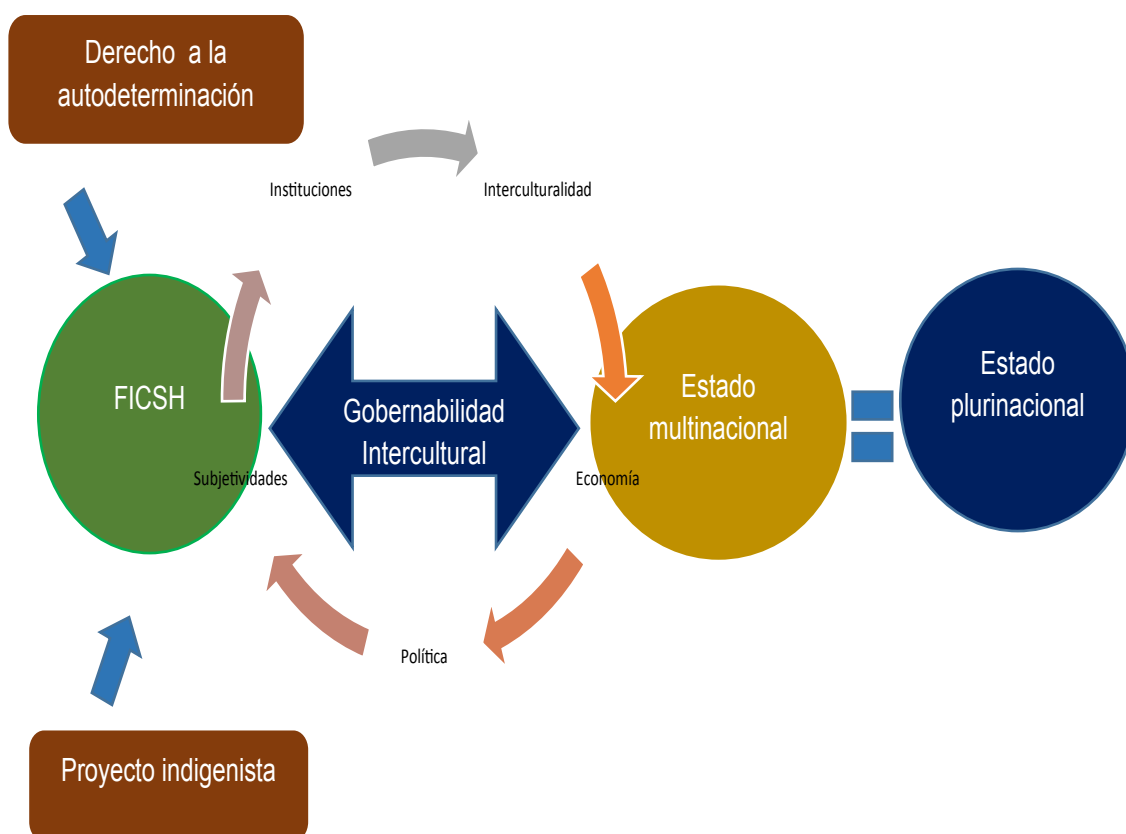 Derecho a la
autodeterminación
Instituciones
Interculturalidad
FICSH
Gobernabilidad
Intercultural
Estado
multinacional
Estado
plurinacional
Subjetividades
Economía
Política
Proyecto indigenista